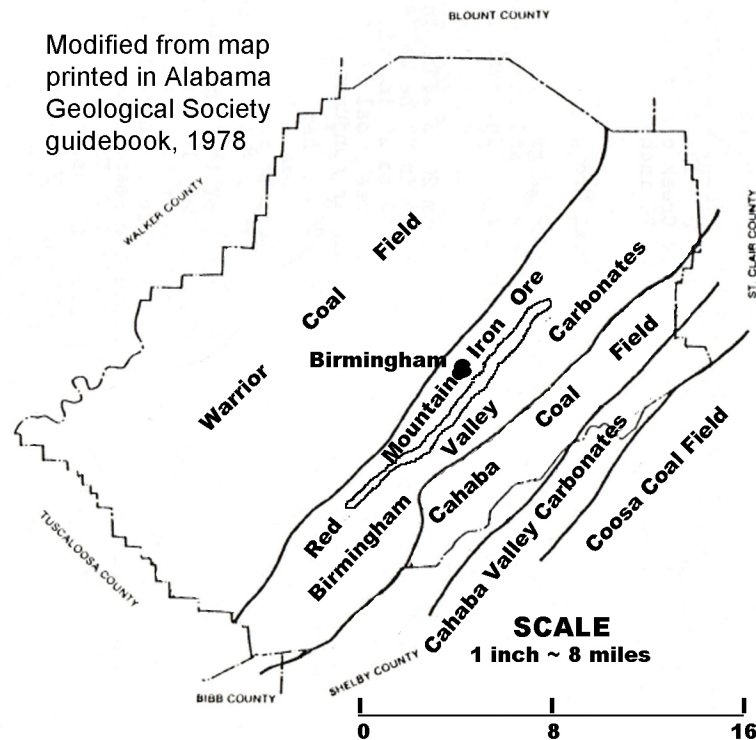 BLOUNT COUNTY
Modified from map
printed in Alabama
Geological Society
guidebook, 1978
WALKER COUNTY
ST. CLAIR COUNTY
Warrior Coal Field
Birmingham
Red Mountain Iron Ore
Birmingham Valley Carbonates
Cahaba Coal Field
Cahaba Valley Carbonates
Coosa Coal Field
TUSCALOOSA COUNTY
SHELBY COUNTY
BIBB COUNTY
SCALE
1 inch ~ 8 miles
0 8 16